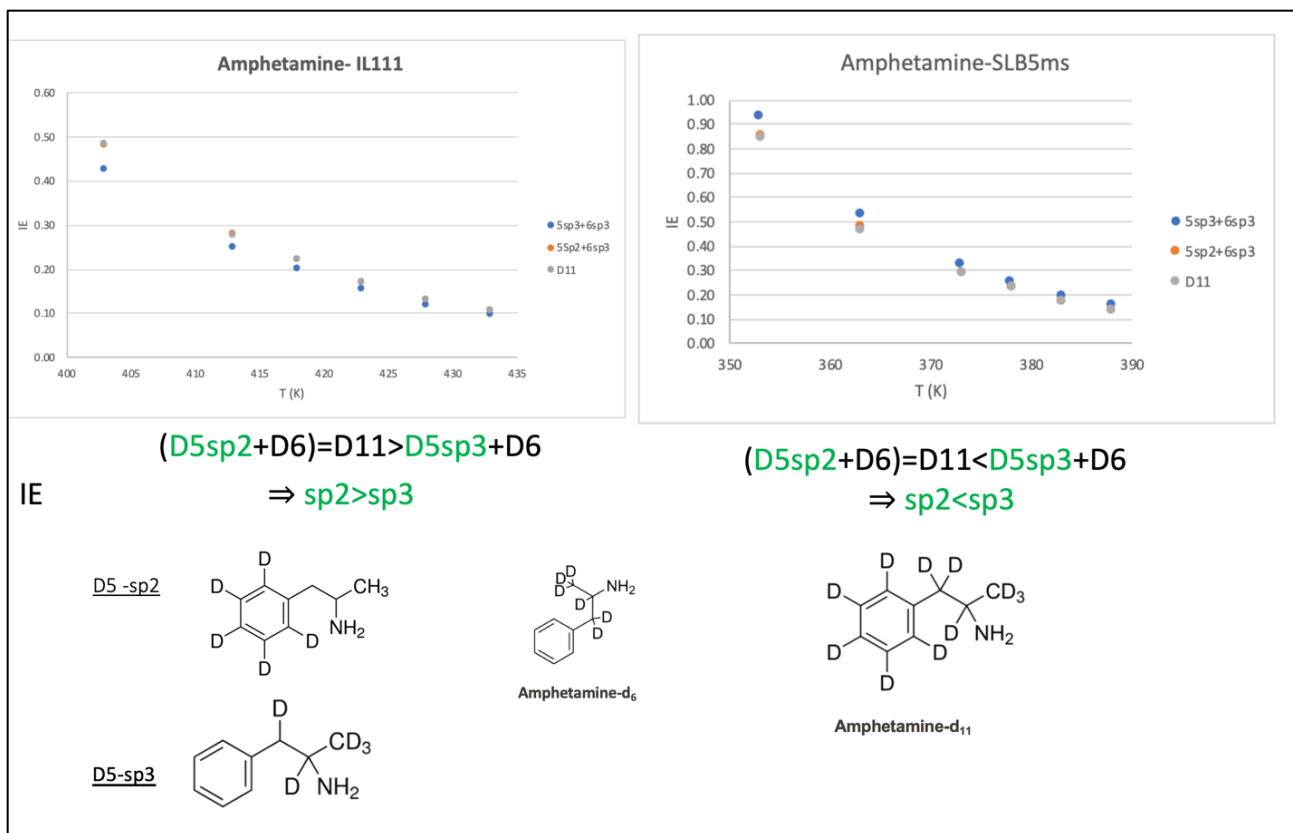 Amphetamine- IL111
0.60
0.50
0.40
0.30
0.20
0.10
0.00
IE
400
405
410
415
420
425
430
435
T (K)
5sp3+6sp3
5Sp2+6sp3
D11
Amphetamine-SLB5ms
1.00
0.90
0.80
0.70
0.60
0.50
0.40
0.30
0.20
0.10
0.00
IE
350
360
370
380
390
T (K)
5sp3+6sp3
5sp2+6sp3
D11
(D5sp2+D6)=D11>D5sp3+D6
IE ⇒ sp2>sp3
(D5sp2+D6)=D11<D5sp3+D6
⇒ sp2<sp3
D5 -sp2
D
D
CH₃
D
D
NH₂
D
D
D
NH₂
D
D
D
D
Amphetamine-d₆
D
D
D
D
CD₃
D
D
D
NH₂
D
Amphetamine-d₁₁
D5-sp3
D
CD₃
D
NH₂